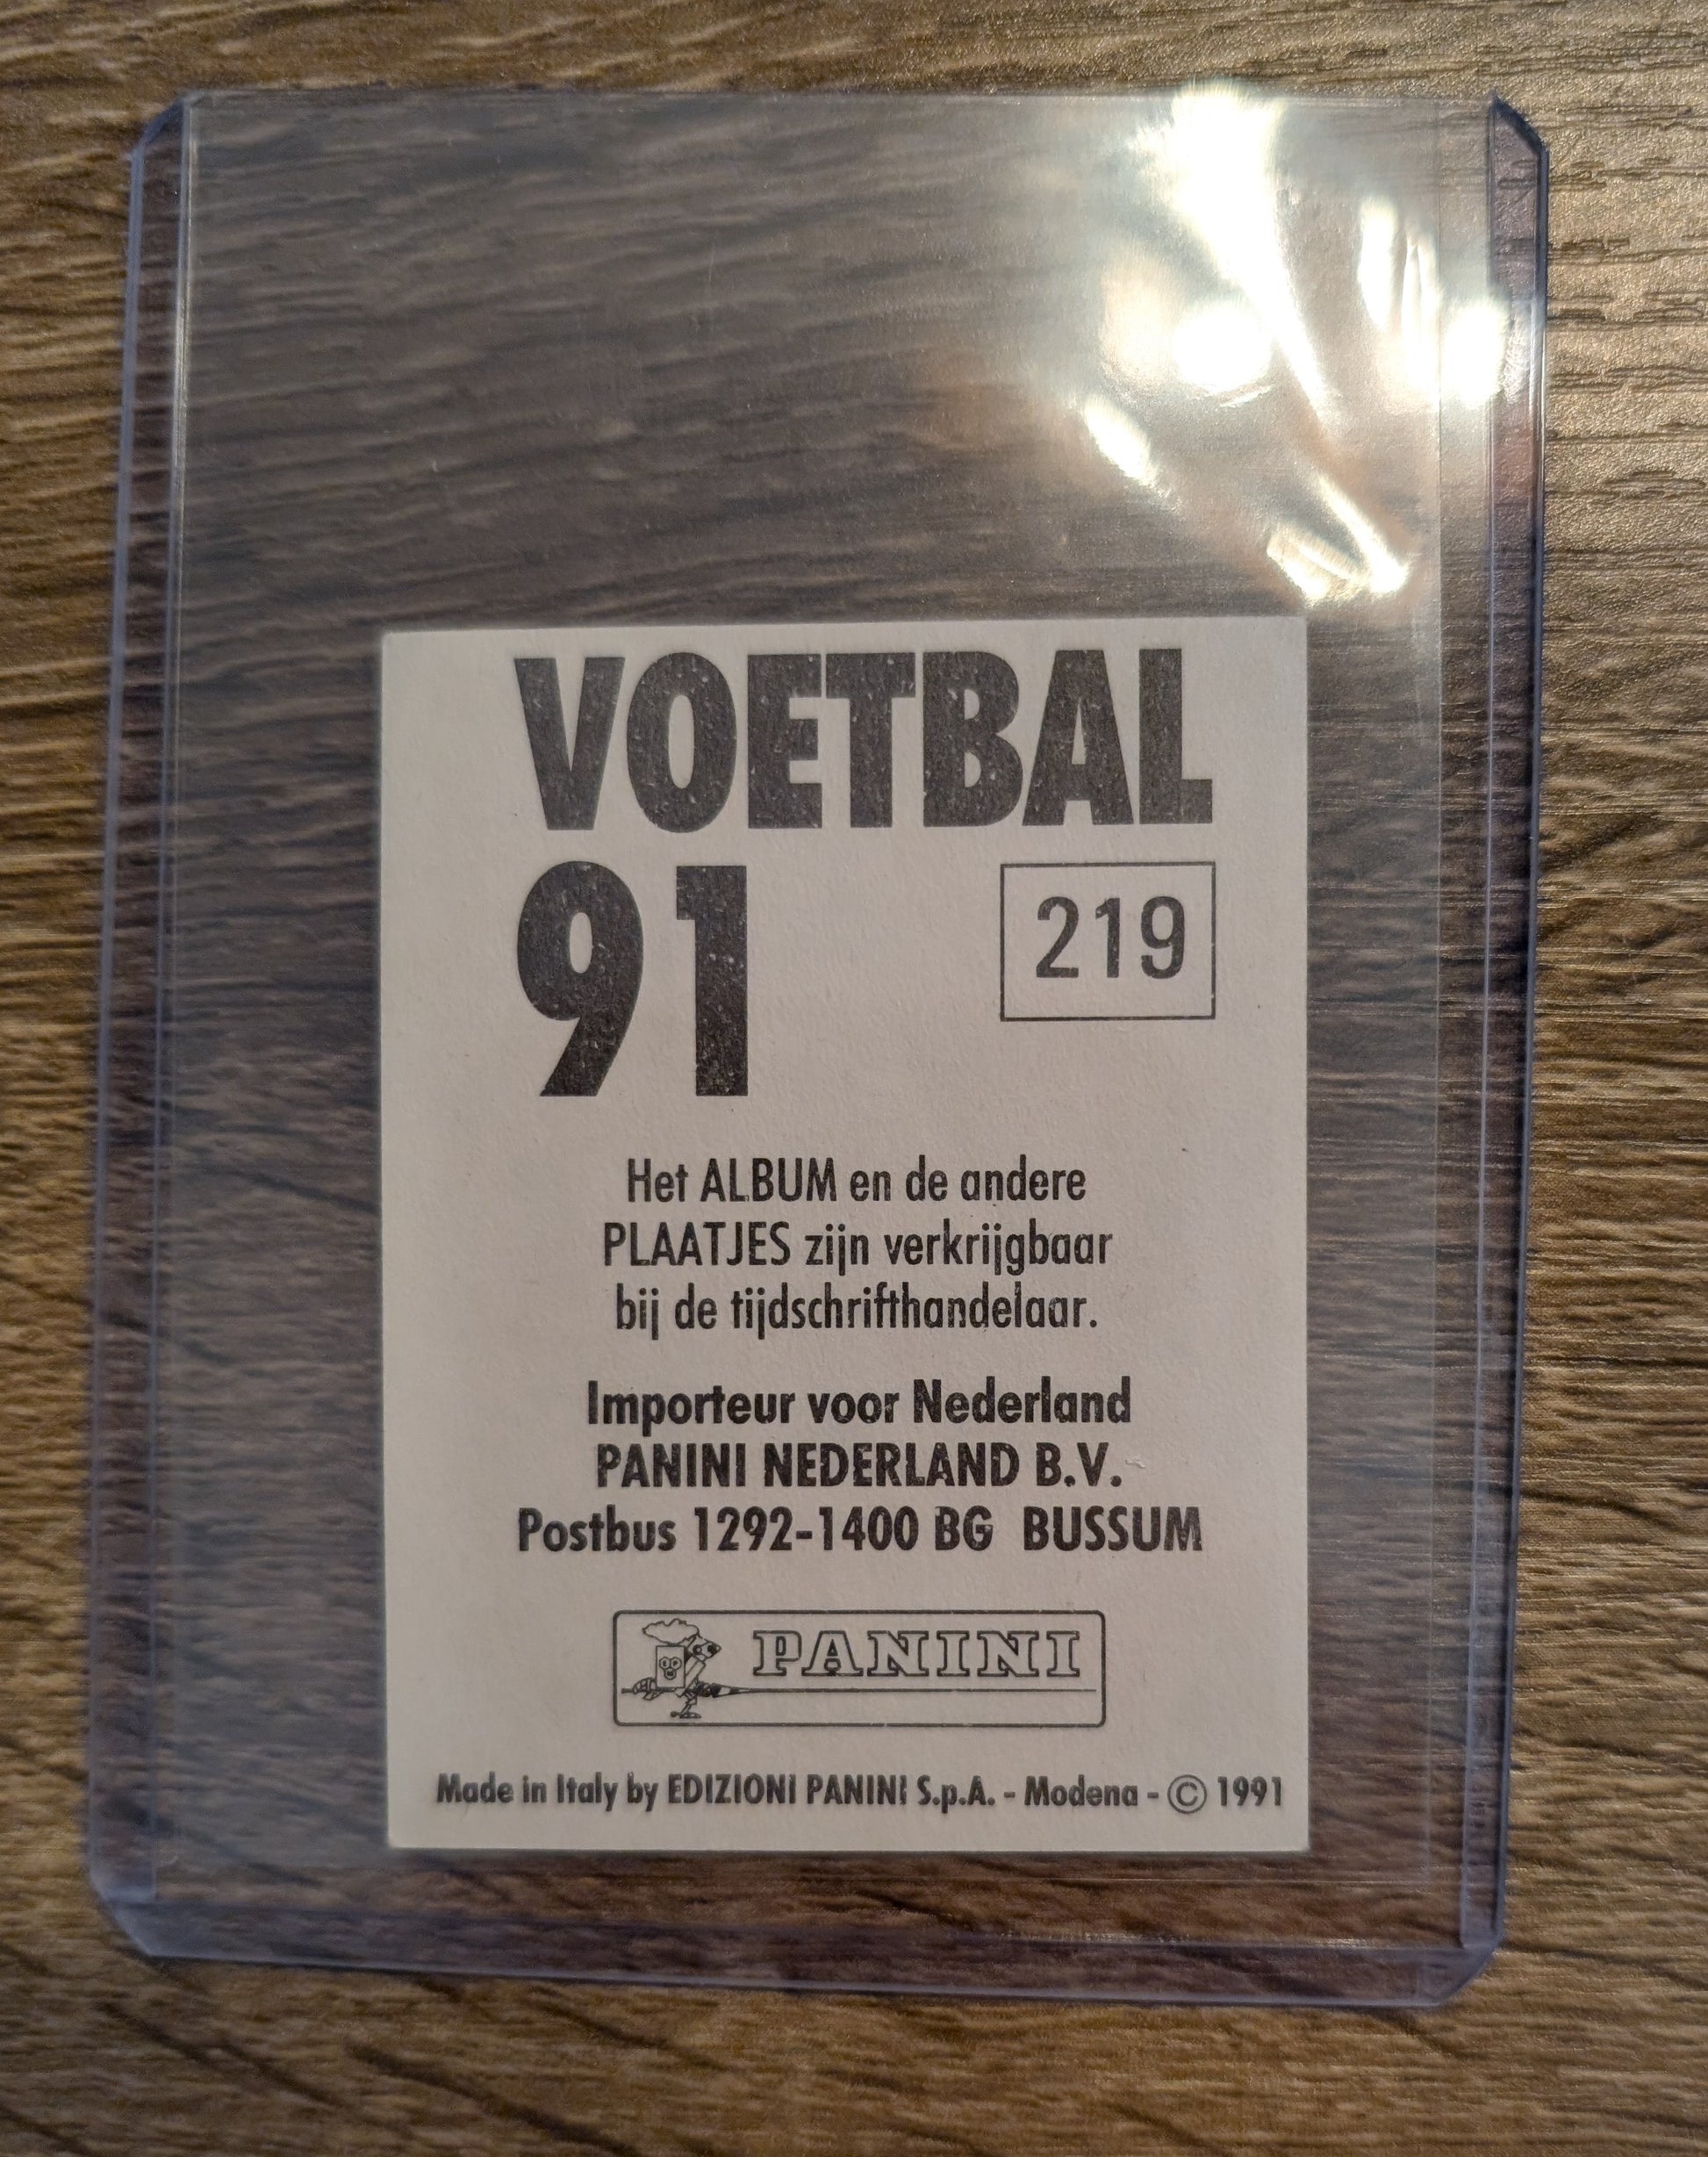 VOETBAL
91
219
Het ALBUM en de andere
PLAATJES zijn verkrijgbaar
bij de tijdschrifthandelaar.
Importeur voor Nederland
PANINI NEDERLAND B.V.
Postbus 1292-1400 BG BUSSUM
PANINI
Made in Italy by EDIZIONI PANINI S.p.A. - Modena - © 1991